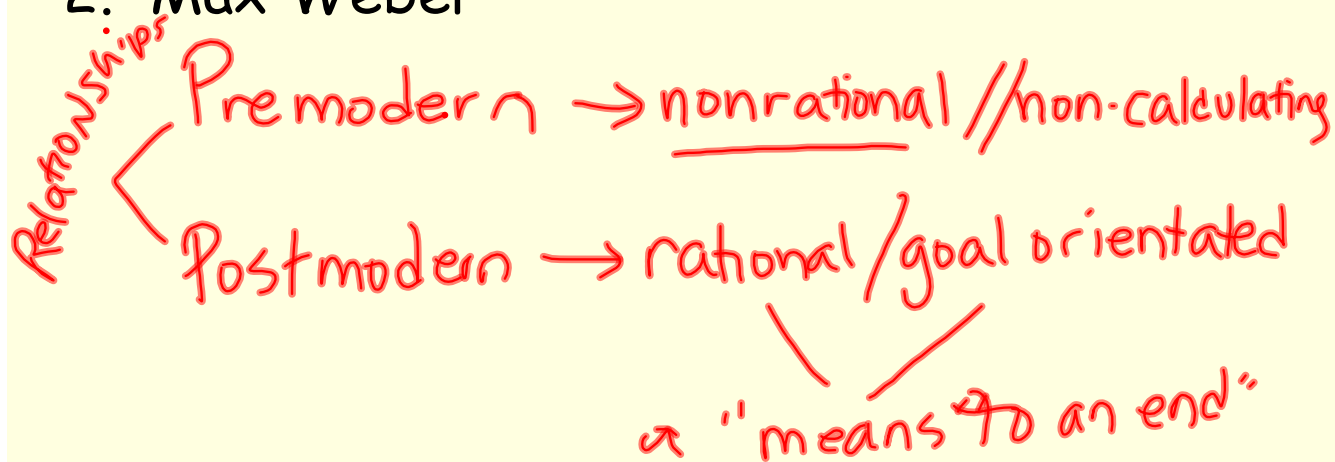 2. Max Weber
Relationships
Premodern → nonrational //non-calculating
Postmodern → rational/goal orientated
a "means to an end"